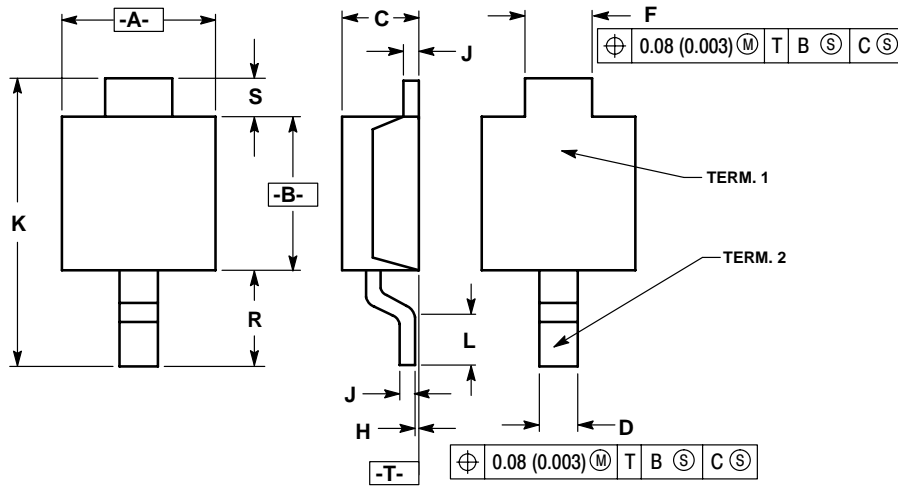 -A-
C
F
⌖ 0.08 (0.003) Ⓜ T B Ⓢ C Ⓢ
J
S
K
-B-
TERM. 1
TERM. 2
R
L
J
H
D
-T-
⌖ 0.08 (0.003) Ⓜ T B Ⓢ C Ⓢ